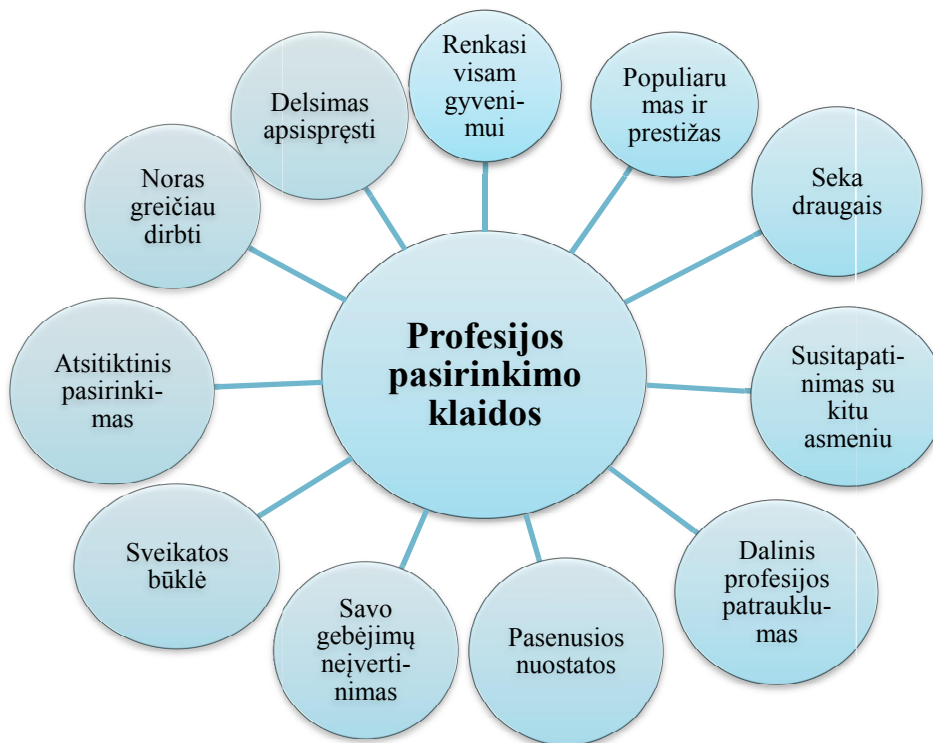 Renkasi
visam
gyveni-
mui
Populiaru
mas ir
prestižas
Seka
draugais
Susitapati-
nimas su
kitu
asmeniu
Dalinis
profesijos
patrauklu-
mas
Pasenusios
nuostatos
Savo
gebėjimų
neįverti-
nimas
Sveikatos
būklė
Atsitiktinis
pasirinki-
mas
Noras
greičiau
dirbti
Delsimas
apsispręsti
Profesijos
pasirinkimo
klaidos